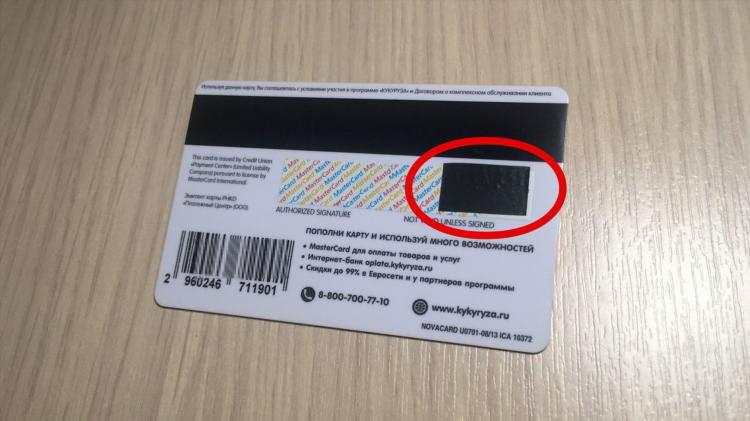 Используя данную карту, Вы соглашаетесь с условиями участия в программе «КУКУРУЗА» и Договором о комплексном обслуживании клиента
This card is issued by Credit Union
«Payment Center» (Limited Liability
Company) pursuant to license by
MasterCard International.
Эмитент карты РНКО
«Платежный Центр» (ООО).
MasterCard MasterCard MasterCard
AUTHORIZED SIGNATURE
NOT UNLESS SIGNED
ПОПОЛНИ КАРТУ И ИСПОЛЬЗУЙ МНОГО ВОЗМОЖНОСТЕЙ
• MasterCard для оплаты товаров и услуг
• Интернет-банк oplata.kykyryza.ru
• Скидки до 99% в Евросети и у партнеров программы
2 960246 711901
8-800-700-77-10
www.kykyryza.ru
NOVACARD U0701-08/13 ICA 10372